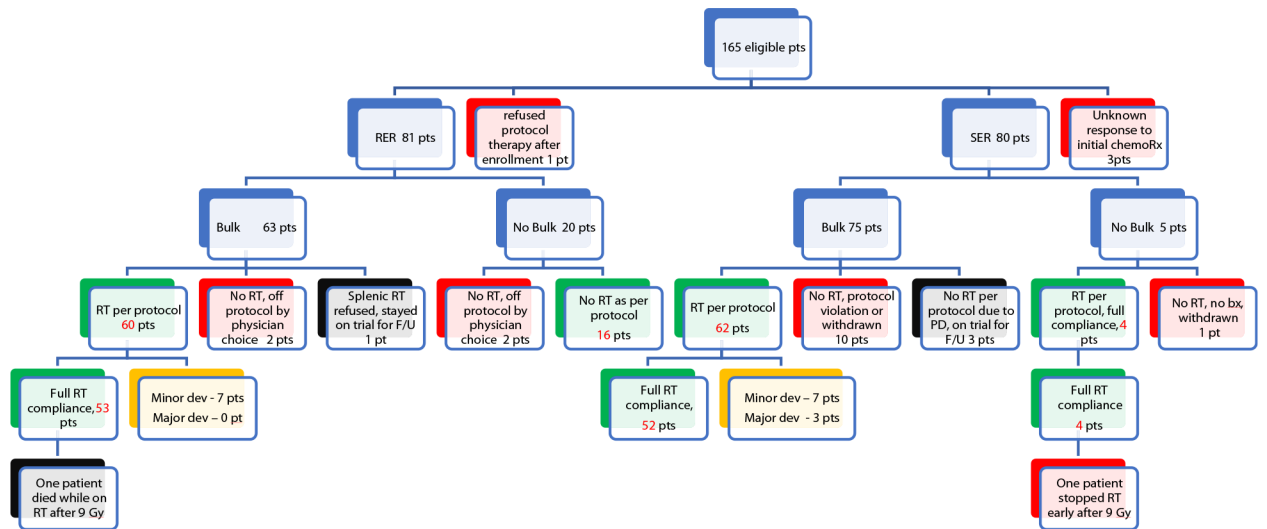 165 eligible pts
RER 81 pts
refused
protocol
therapy after
enrollment 1 pt
SER 80 pts
Unknown
response to
initial chemoRx
3pts
Bulk 63 pts
No Bulk 20 pts
Bulk 75 pts
No Bulk 5 pts
RT per protocol
60 pts
No RT, off
protocol by
physician
choice 2 pts
Splenic RT
refused, stayed
on trial for F/U
1 pt
No RT, off
protocol by
physician
choice 2 pts
No RT as per
protocol
16 pts
RT per protocol
62 pts
No RT, protocol
violation or
withdrawn
10 pts
No RT per
protocol due to
PD, on trial for
F/U 3 pts
RT per
protocol, full
compliance,4
pts
No RT, no bx,
withdrawn
1 pt
Full RT
compliance,53
pts
Minor dev - 7 pts
Major dev – 0 pt
Full RT
compliance,
52 pts
Minor dev – 7 pts
Major dev - 3 pts
Full RT
compliance
4 pts
One patient
died while on
RT after 9 Gy
One patient
stopped RT
early after 9 Gy